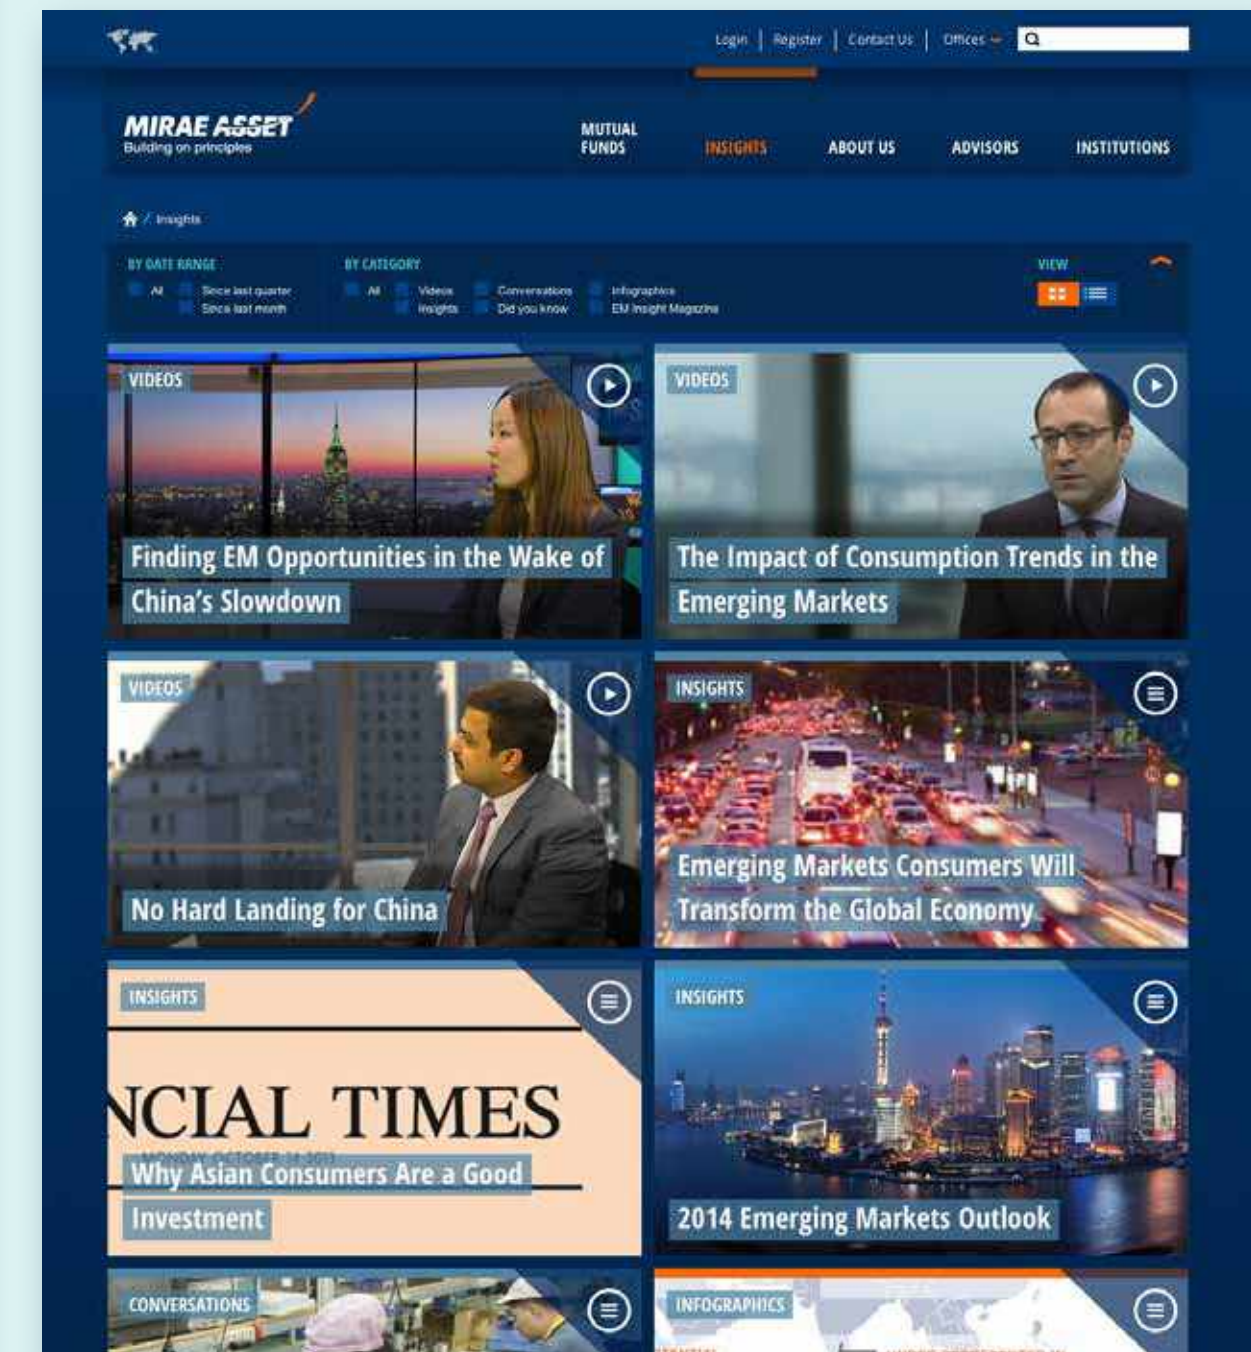 Login | Register | Contact Us | Offices
MIRAE ASSET
Building on principles
MUTUAL
FUNDS
INSIGHTS
ABOUT US
ADVISORS
INSTITUTIONS
/ Insights
BY DATE RANGE
All
Since last quarter
Since last month
BY CATEGORY
All
Videos
Conversations
Infographics
Insights
Did you know
EM Insight Magazine
VIEW
VIDEOS
Finding EM Opportunities in the Wake of
China's Slowdown
VIDEOS
The Impact of Consumption Trends in the
Emerging Markets
VIDEOS
No Hard Landing for China
INSIGHTS
Emerging Markets Consumers Will
Transform the Global Economy
INSIGHTS
NCIAL TIMES
MONDAY OCTOBER 14 2013
Why Asian Consumers Are a Good
Investment
INSIGHTS
2014 Emerging Markets Outlook
CONVERSATIONS
INFOGRAPHICS